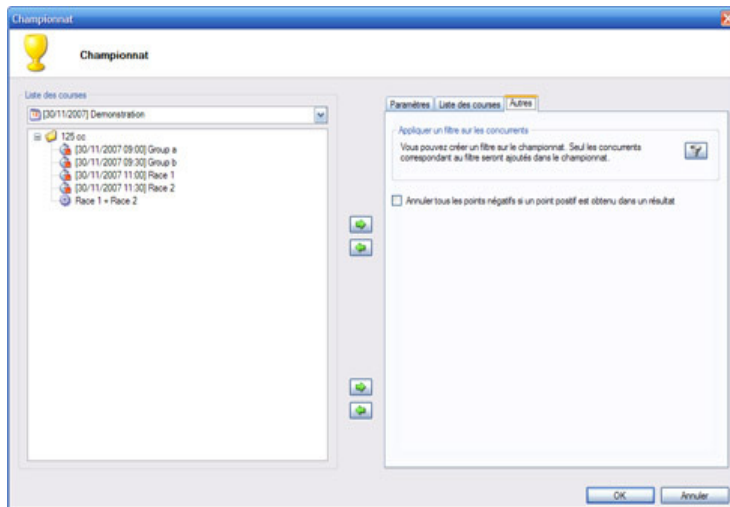 Championnat
Championnat
Liste des courses
[30/11/2007] Demonstration
125 cc
[30/11/2007 09:00] Group a
[30/11/2007 09:30] Group b
[30/11/2007 11:00] Race 1
[30/11/2007 11:30] Race 2
Race 1 + Race 2
Paramètres Liste des courses Autres
Appliquer un filtre sur les concurrents
Vous pouvez créer un filtre sur le championnat. Seul les concurrents
correspondant au filtre seront ajoutés dans le championnat.
Annuler tous les points négatifs si un point positif est obtenu dans un résultat
OK Annuler